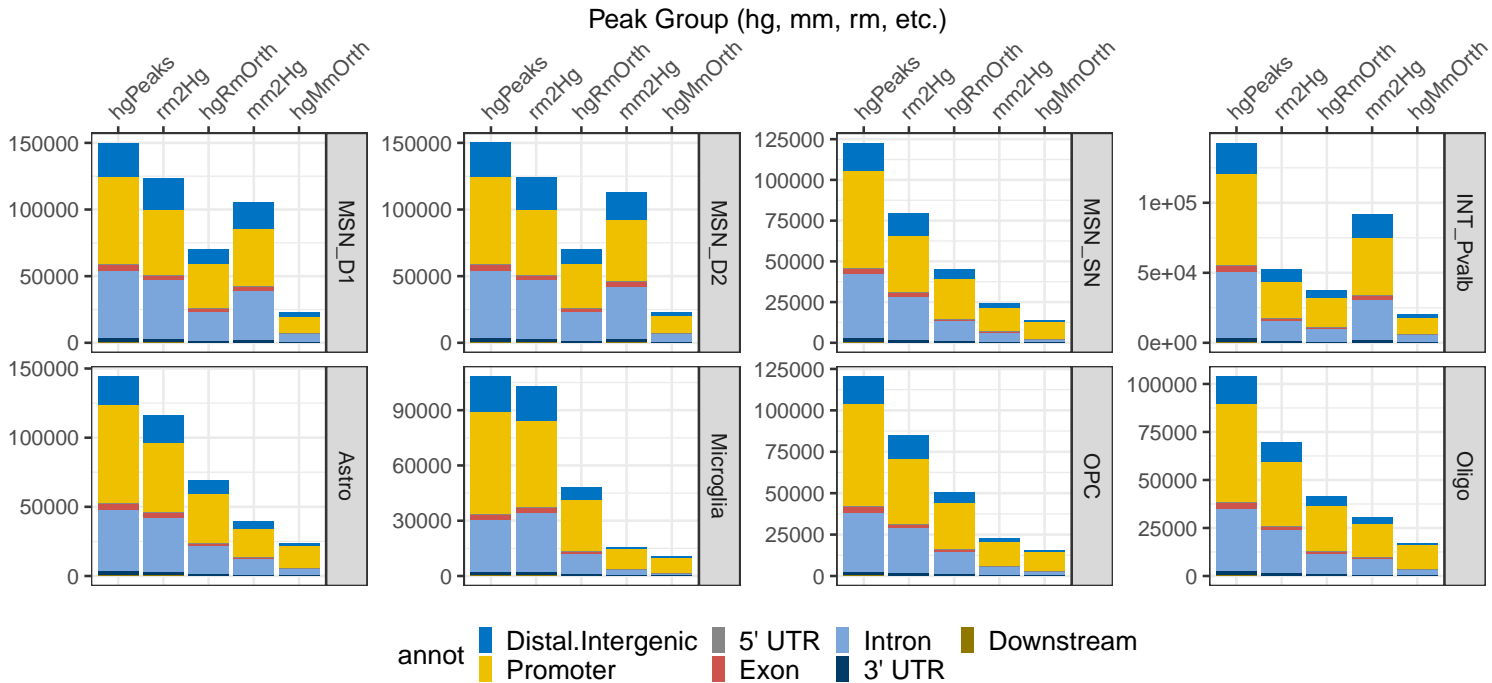 Peak Group (hg, mm, rm, etc.)
hgPeaks rm2Hg hgRmOrth mm2Hg hgMmOrth
hgPeaks rm2Hg hgRmOrth mm2Hg hgMmOrth
hgPeaks rm2Hg hgRmOrth mm2Hg hgMmOrth
hgPeaks rm2Hg hgRmOrth mm2Hg hgMmOrth
150000
100000
50000
0
MSN_D1
150000
100000
50000
0
MSN_D2
125000
100000
75000
50000
25000
0
MSN_SN
1e+05
5e+04
0e+00
INT_Pvalb
150000
100000
50000
0
Astro
90000
60000
30000
0
Microglia
125000
100000
75000
50000
25000
0
OPC
100000
75000
50000
25000
0
Oligo
annot
Distal.Intergenic 5' UTR Intron Downstream
Promoter Exon 3' UTR